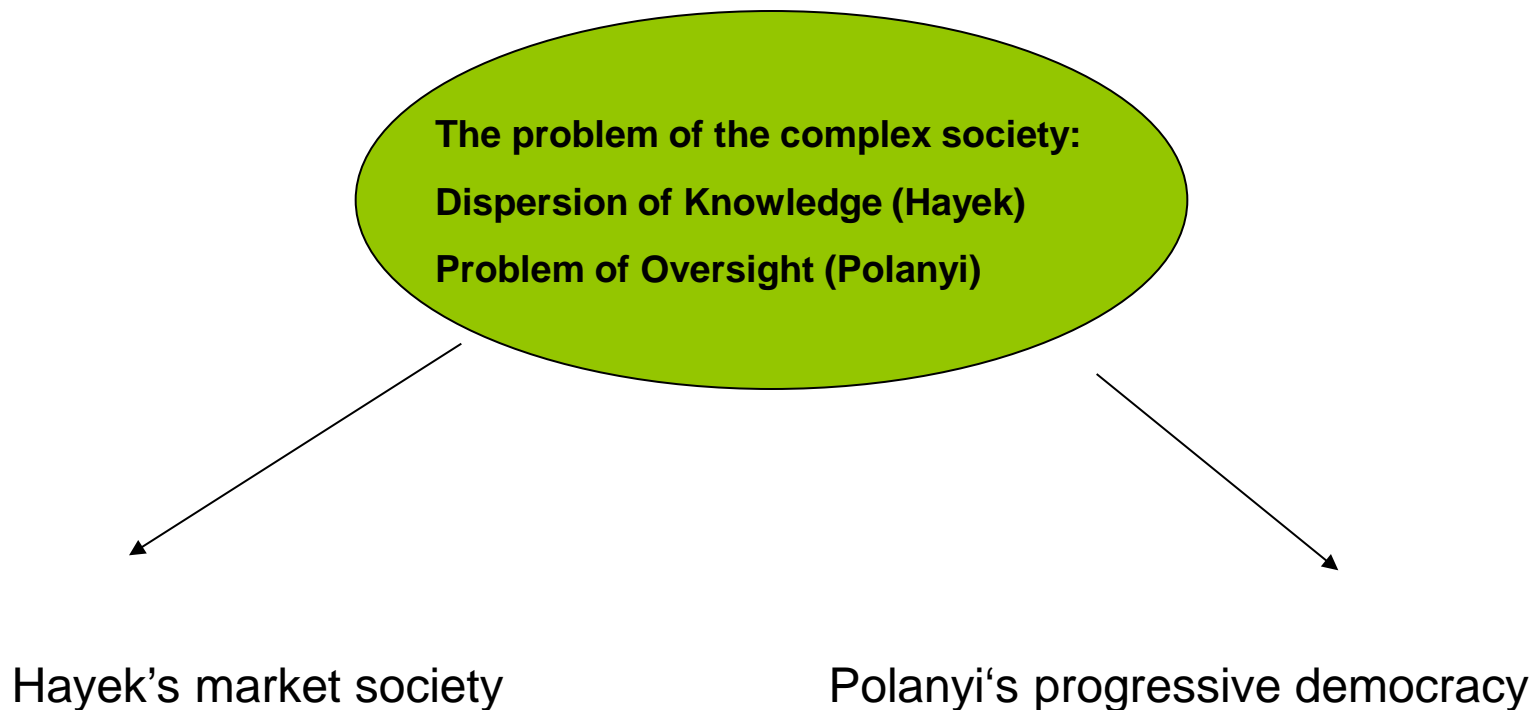 The problem of the complex society:
Dispersion of Knowledge (Hayek)
Problem of Oversight (Polanyi)
Hayek’s market society
Polanyi‘s progressive democracy